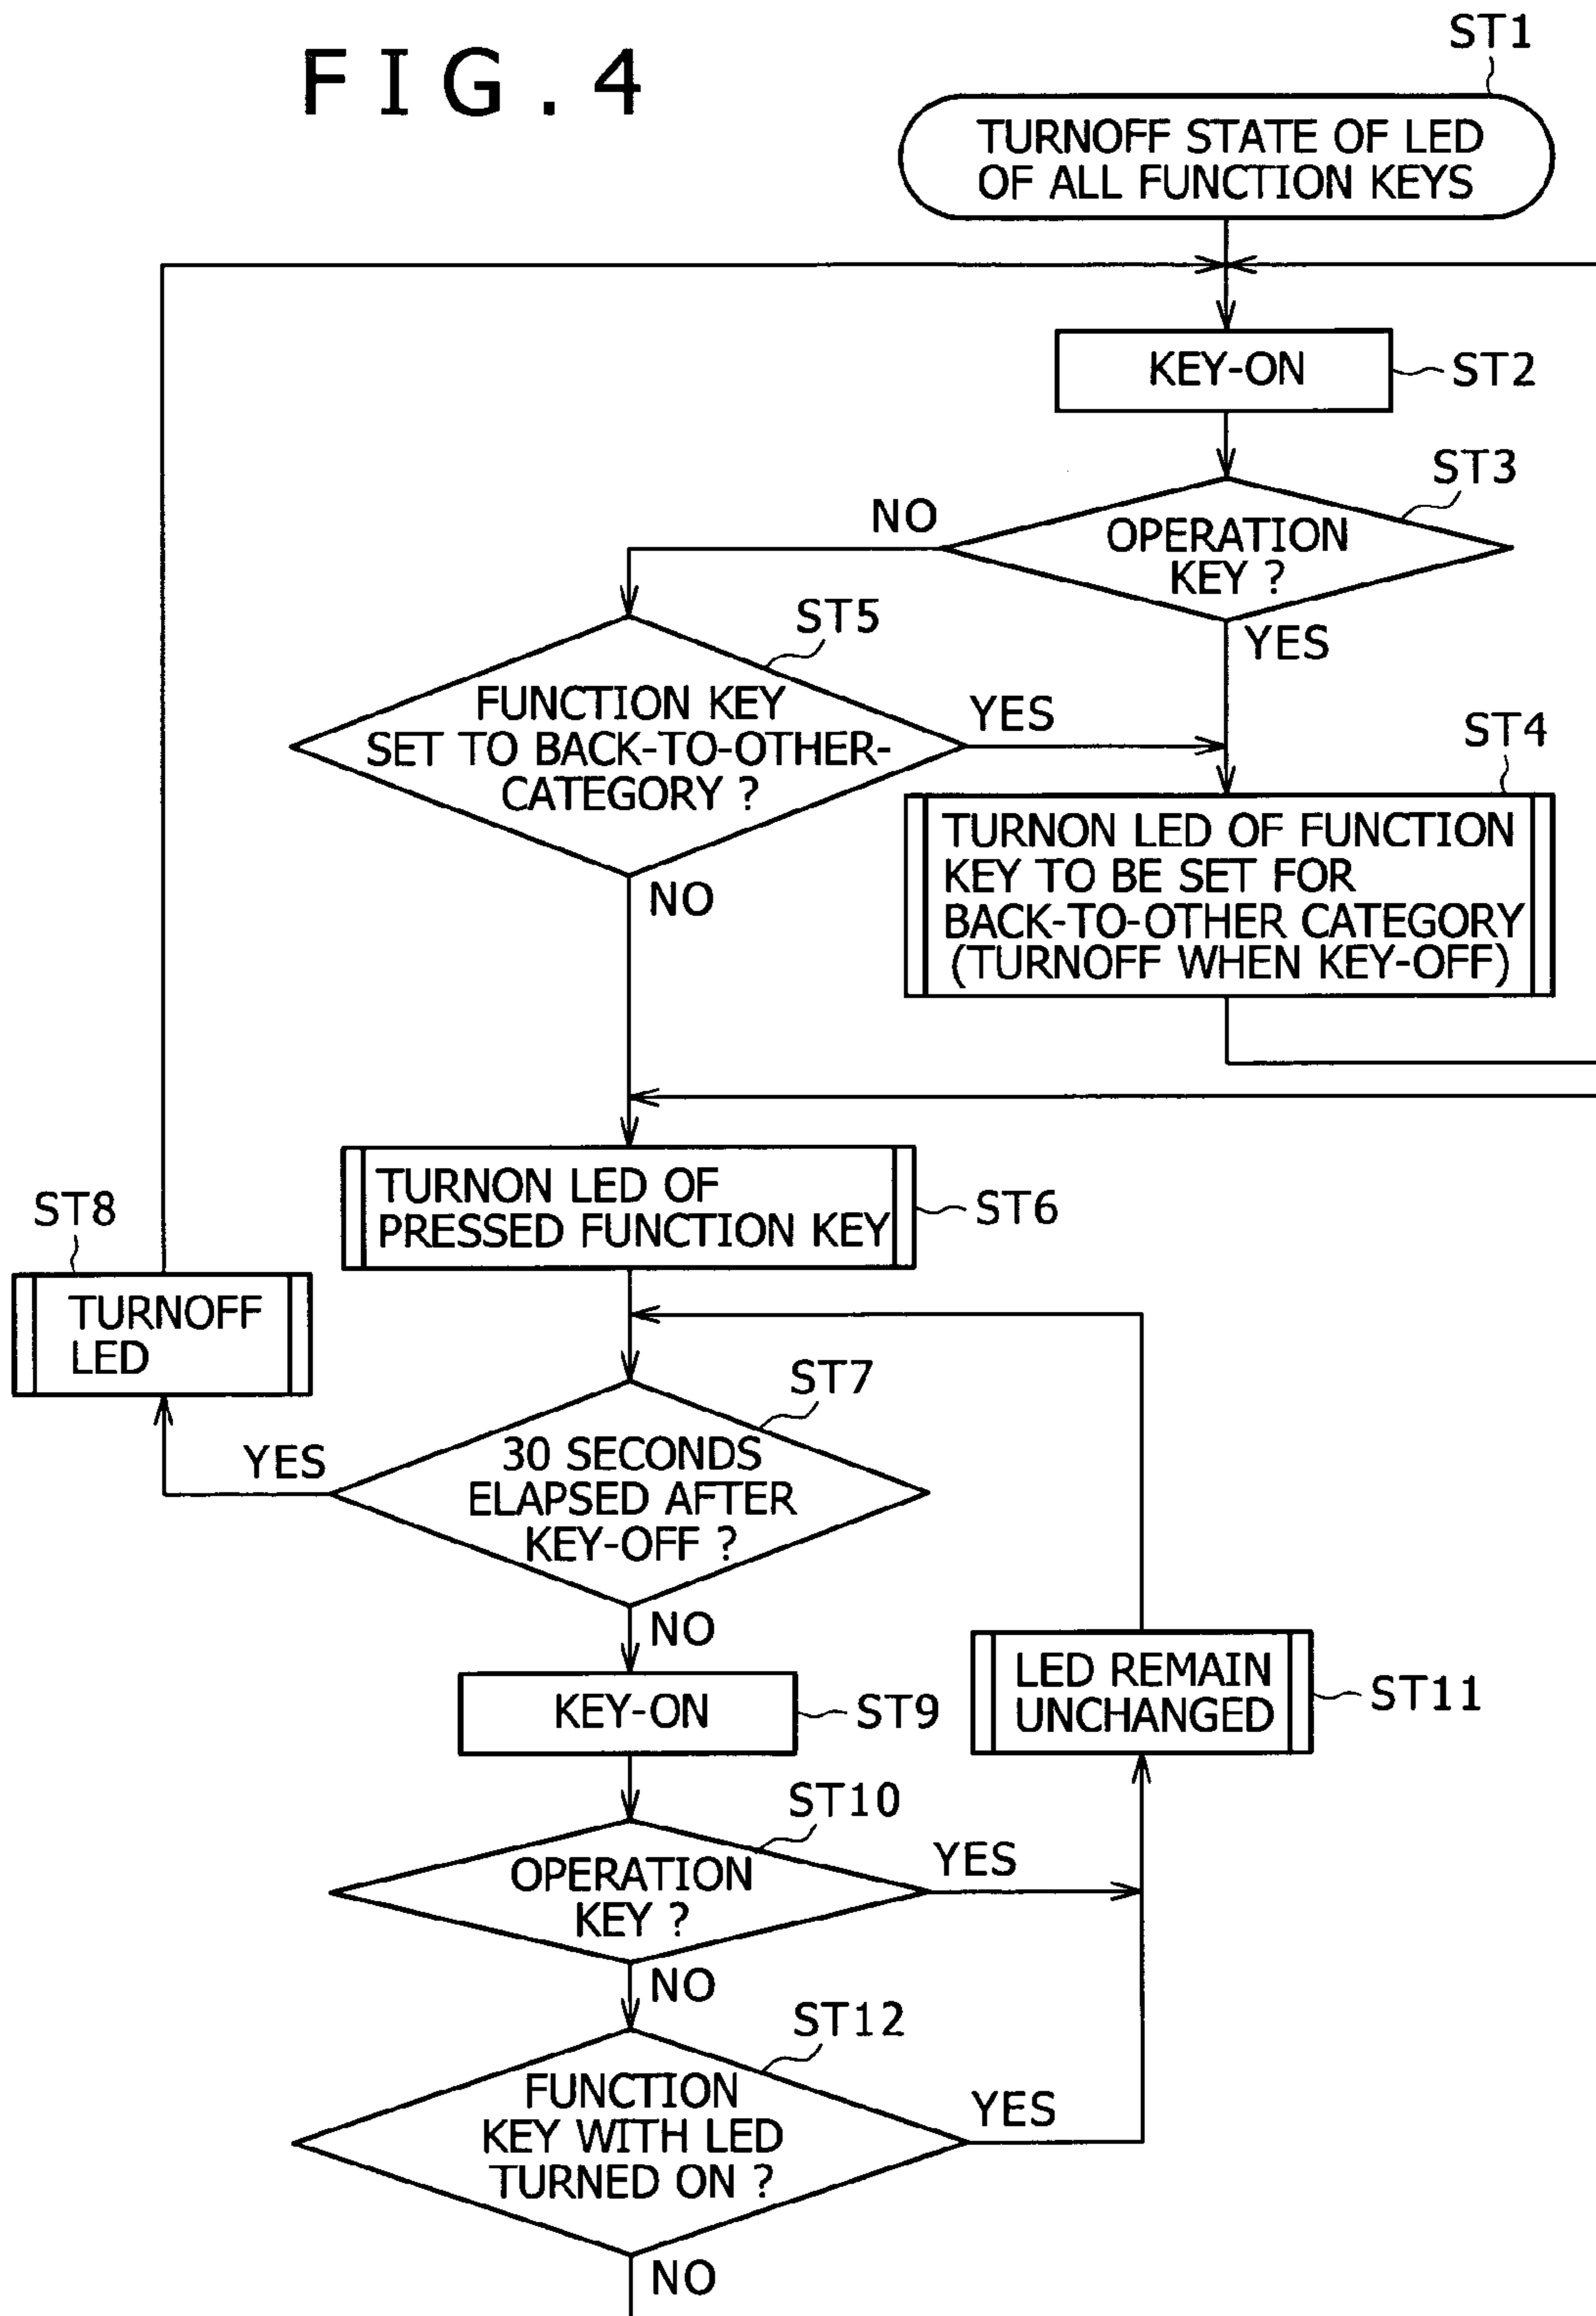 FIG.4
ST1
TURNOFF STATE OF LED
OF ALL FUNCTION KEYS
KEY-ON
ST2
ST3
NO
OPERATION
KEY ?
YES
ST5
FUNCTION KEY
SET TO BACK-TO-OTHER-
CATEGORY ?
YES
NO
ST4
TURNON LED OF FUNCTION
KEY TO BE SET FOR
BACK-TO-OTHER CATEGORY
(TURNOFF WHEN KEY-OFF)
TURNON LED OF
PRESSED FUNCTION KEY
ST6
ST8
TURNOFF
LED
ST7
YES
30 SECONDS
ELAPSED AFTER
KEY-OFF ?
NO
KEY-ON
ST9
LED REMAIN
UNCHANGED
ST11
ST10
OPERATION
KEY ?
YES
NO
ST12
FUNCTION
KEY WITH LED
TURNED ON ?
YES
NO